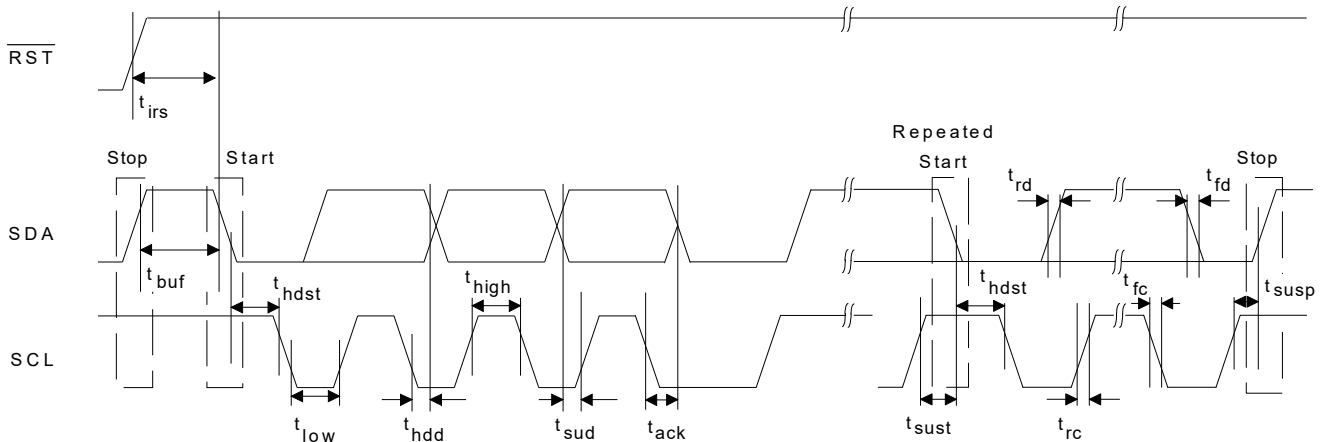 RST
t irs
Repeated
Stop Start Start Stop
t rd t fd
SDA
t buf t hdst t high t hdst t fc t susp
SCL
t low t hdd t sud t ack t sust t rc